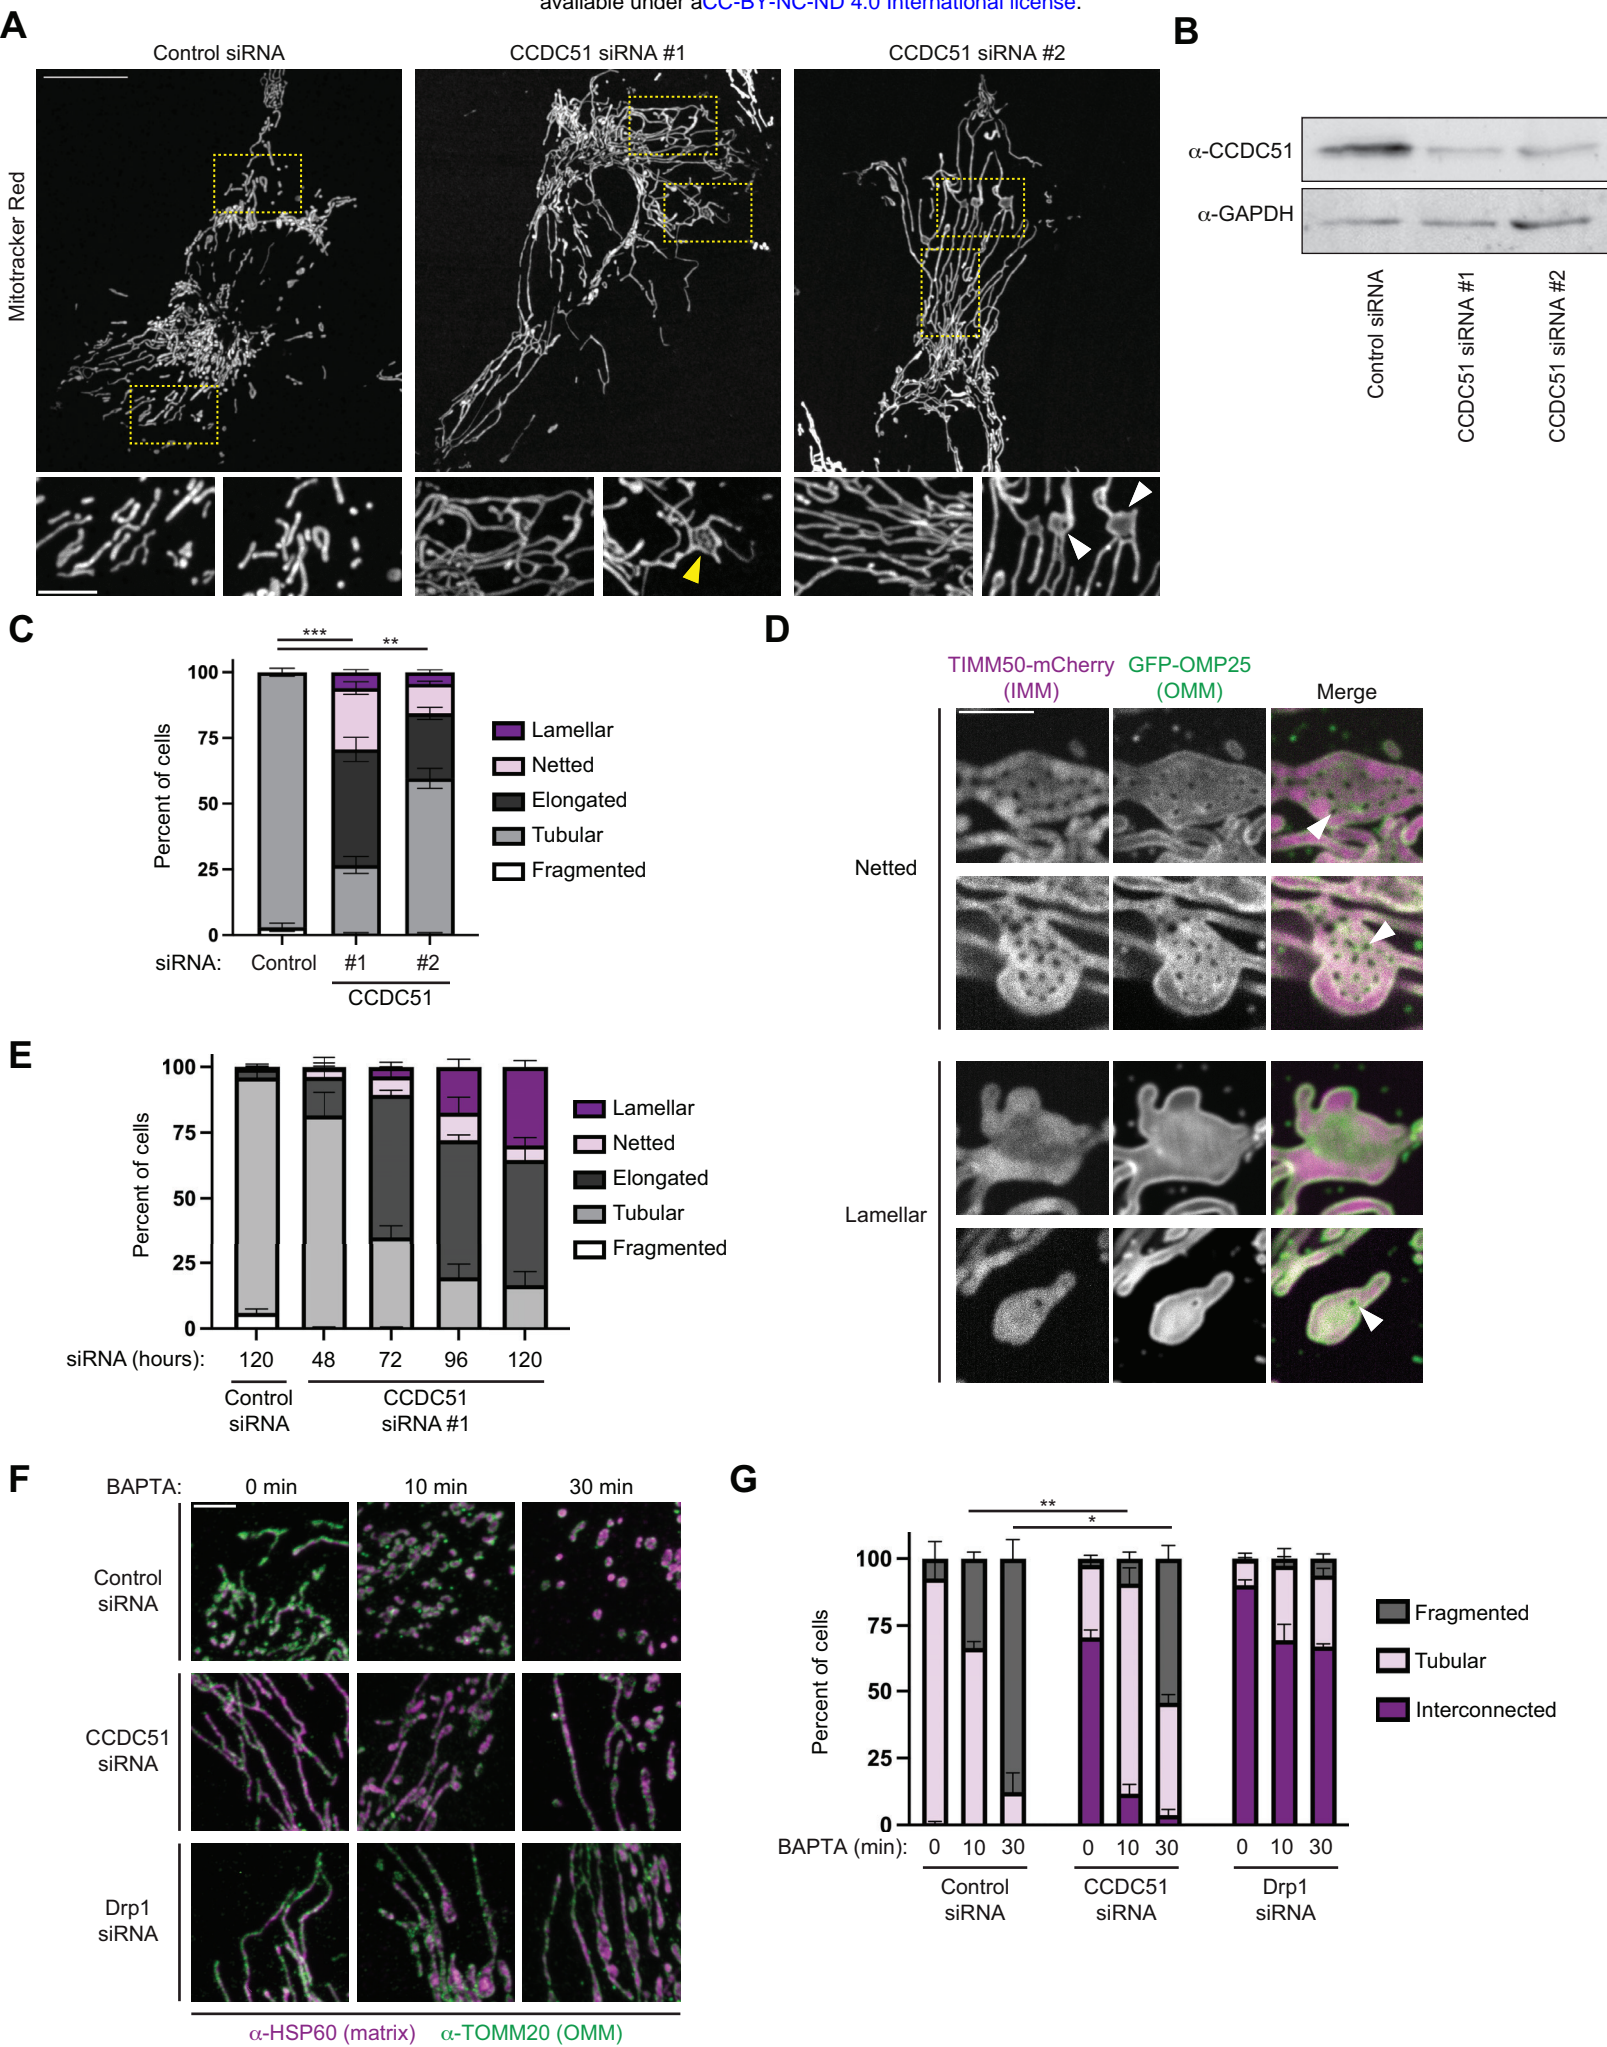 available under aCC-BY-NC-ND 4.0 International license.
A
Control siRNA
CCDC51 siRNA #1
CCDC51 siRNA #2
Mitotracker Red
B
α-CCDC51
α-GAPDH
Control siRNA
CCDC51 siRNA #1
CCDC51 siRNA #2
C
***
**
Percent of cells
100
75
50
25
0
Lamellar
Netted
Elongated
Tubular
Fragmented
siRNA:
Control
#1
#2
CCDC51
D
TIMM50-mCherry
(IMM)
GFP-OMP25
(OMM)
Merge
Netted
Lamellar
E
Percent of cells
100
75
50
25
0
Lamellar
Netted
Elongated
Tubular
Fragmented
siRNA (hours):
120
48
72
96
120
Control
siRNA
CCDC51
siRNA #1
F
BAPTA:
0 min
10 min
30 min
Control
siRNA
CCDC51
siRNA
Drp1
siRNA
α-HSP60 (matrix)
α-TOMM20 (OMM)
G
**
*
Percent of cells
100
75
50
25
0
Fragmented
Tubular
Interconnected
BAPTA (min):
0
10
30
0
10
30
0
10
30
Control
siRNA
CCDC51
siRNA
Drp1
siRNA